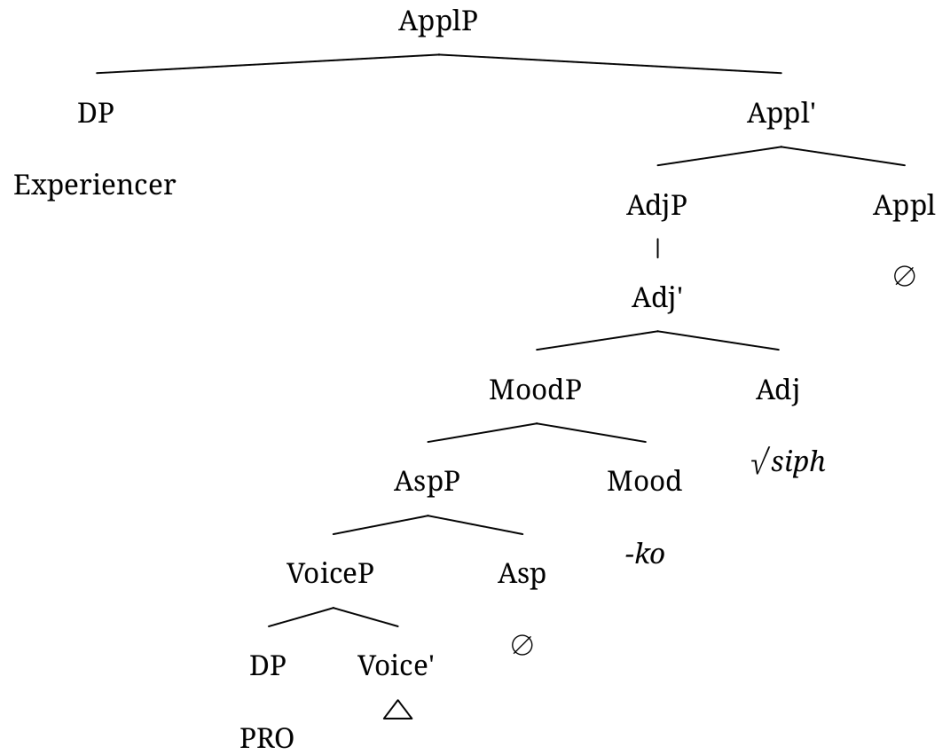 ApplP
DP Appl'
Experiencer AdjP Appl
∅
Adj'
MoodP Adj
AspP Mood √siph
VoiceP Asp -ko
DP Voice' ∅
PRO